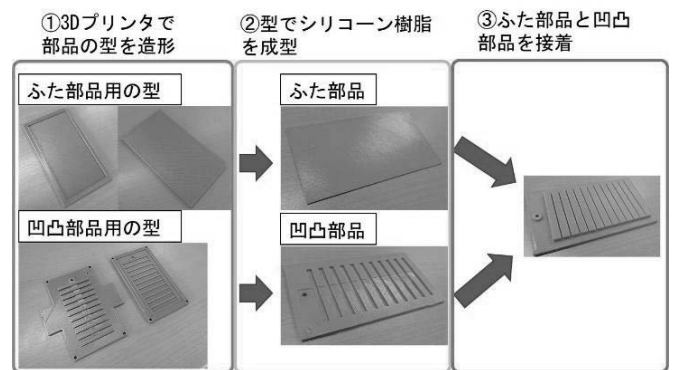 ①3Dプリンタで
部品の型を造形
②型でシリコーン樹脂
を成型
③ふた部品と凹凸
部品を接着
ふた部品用の型
凹凸部品用の型
ふた部品
凹凸部品